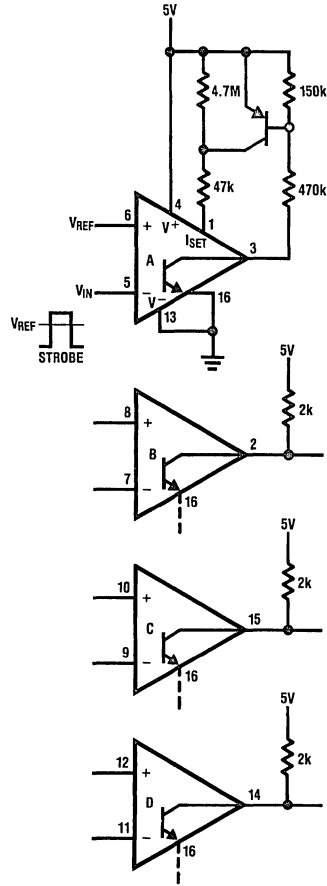 5V
4.7M
150k
47k
470k
4
1
6
VREF
+
V+
ISET
3
A
5
VIN
-
V-
16
13
VREF
STROBE
5V
2k
8
+
B
2
7
-
16
5V
2k
10
+
C
15
9
-
16
5V
2k
12
+
D
14
11
-
16